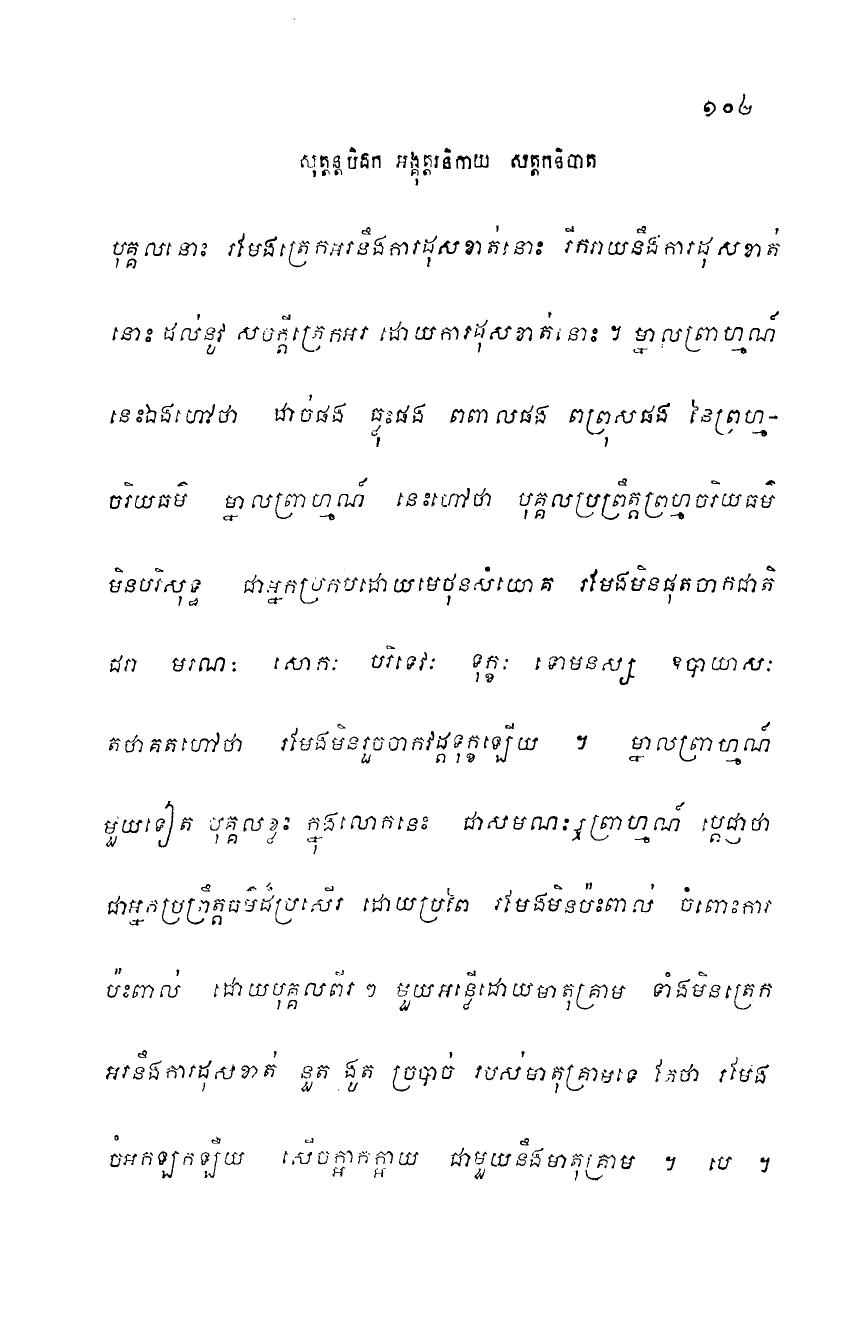 ១០៤
សុត្តន្តបិដក អង្គុត្តរនិកាយ សត្តកនិបាត
បុគ្គលនោះ រមែងត្រេកអរនឹងការដុសខាត់នោះ រីករាយនឹងការដុសខាត់
នោះ ដល់នូវ សេចក្តីត្រេកអរ ដោយការដុសខាត់នោះ ។ ម្នាលព្រាហ្មណ៍
នេះឯងហៅថា ដាច់ផង ធ្លុះផង ពពាលផង ពព្រុសផង នៃព្រហ្ម-
ចរិយធម៌ ម្នាលព្រាហ្មណ៍ នេះហៅថា បុគ្គលប្រព្រឹត្តព្រហ្មចរិយធម៌
មិនបរិសុទ្ធ ជាអ្នកប្រកបដោយមេថុនសំយោគ រមែងមិនផុតចាកជាតិ
ជរា មរណៈ សោកៈ បរិទេវៈ ទុក្ខៈ ទោមនស្ស ឧបាយាសៈ
តថាគតហៅថា រមែងមិនរួចចាកវដ្តទុក្ខឡើយ ។ ម្នាលព្រាហ្មណ៍
មួយទៀត បុគ្គលខ្លះ ក្នុងលោកនេះ ជាសមណៈឬព្រាហ្មណ៍ ប្តេជ្ញាថា
ជាអ្នកប្រព្រឹត្តធម៌ដ៏ប្រសើរ ដោយប្រពៃ រមែងមិនប៉ះពាល់ ចំពោះការ
ប៉ះពាល់ ដោយបុគ្គលពីរ ៗ មួយអន្លើដោយមាតុគ្រាម ទាំងមិនត្រេក
អរនឹងការដុសខាត់ នួត ងូត ច្របាច់ របស់មាតុគ្រាមទេ តែថា រមែង
ចំអកឡកឡឺយ សើចក្អាកក្អាយ ជាមួយនឹងមាតុគ្រាម ។ បេ ។